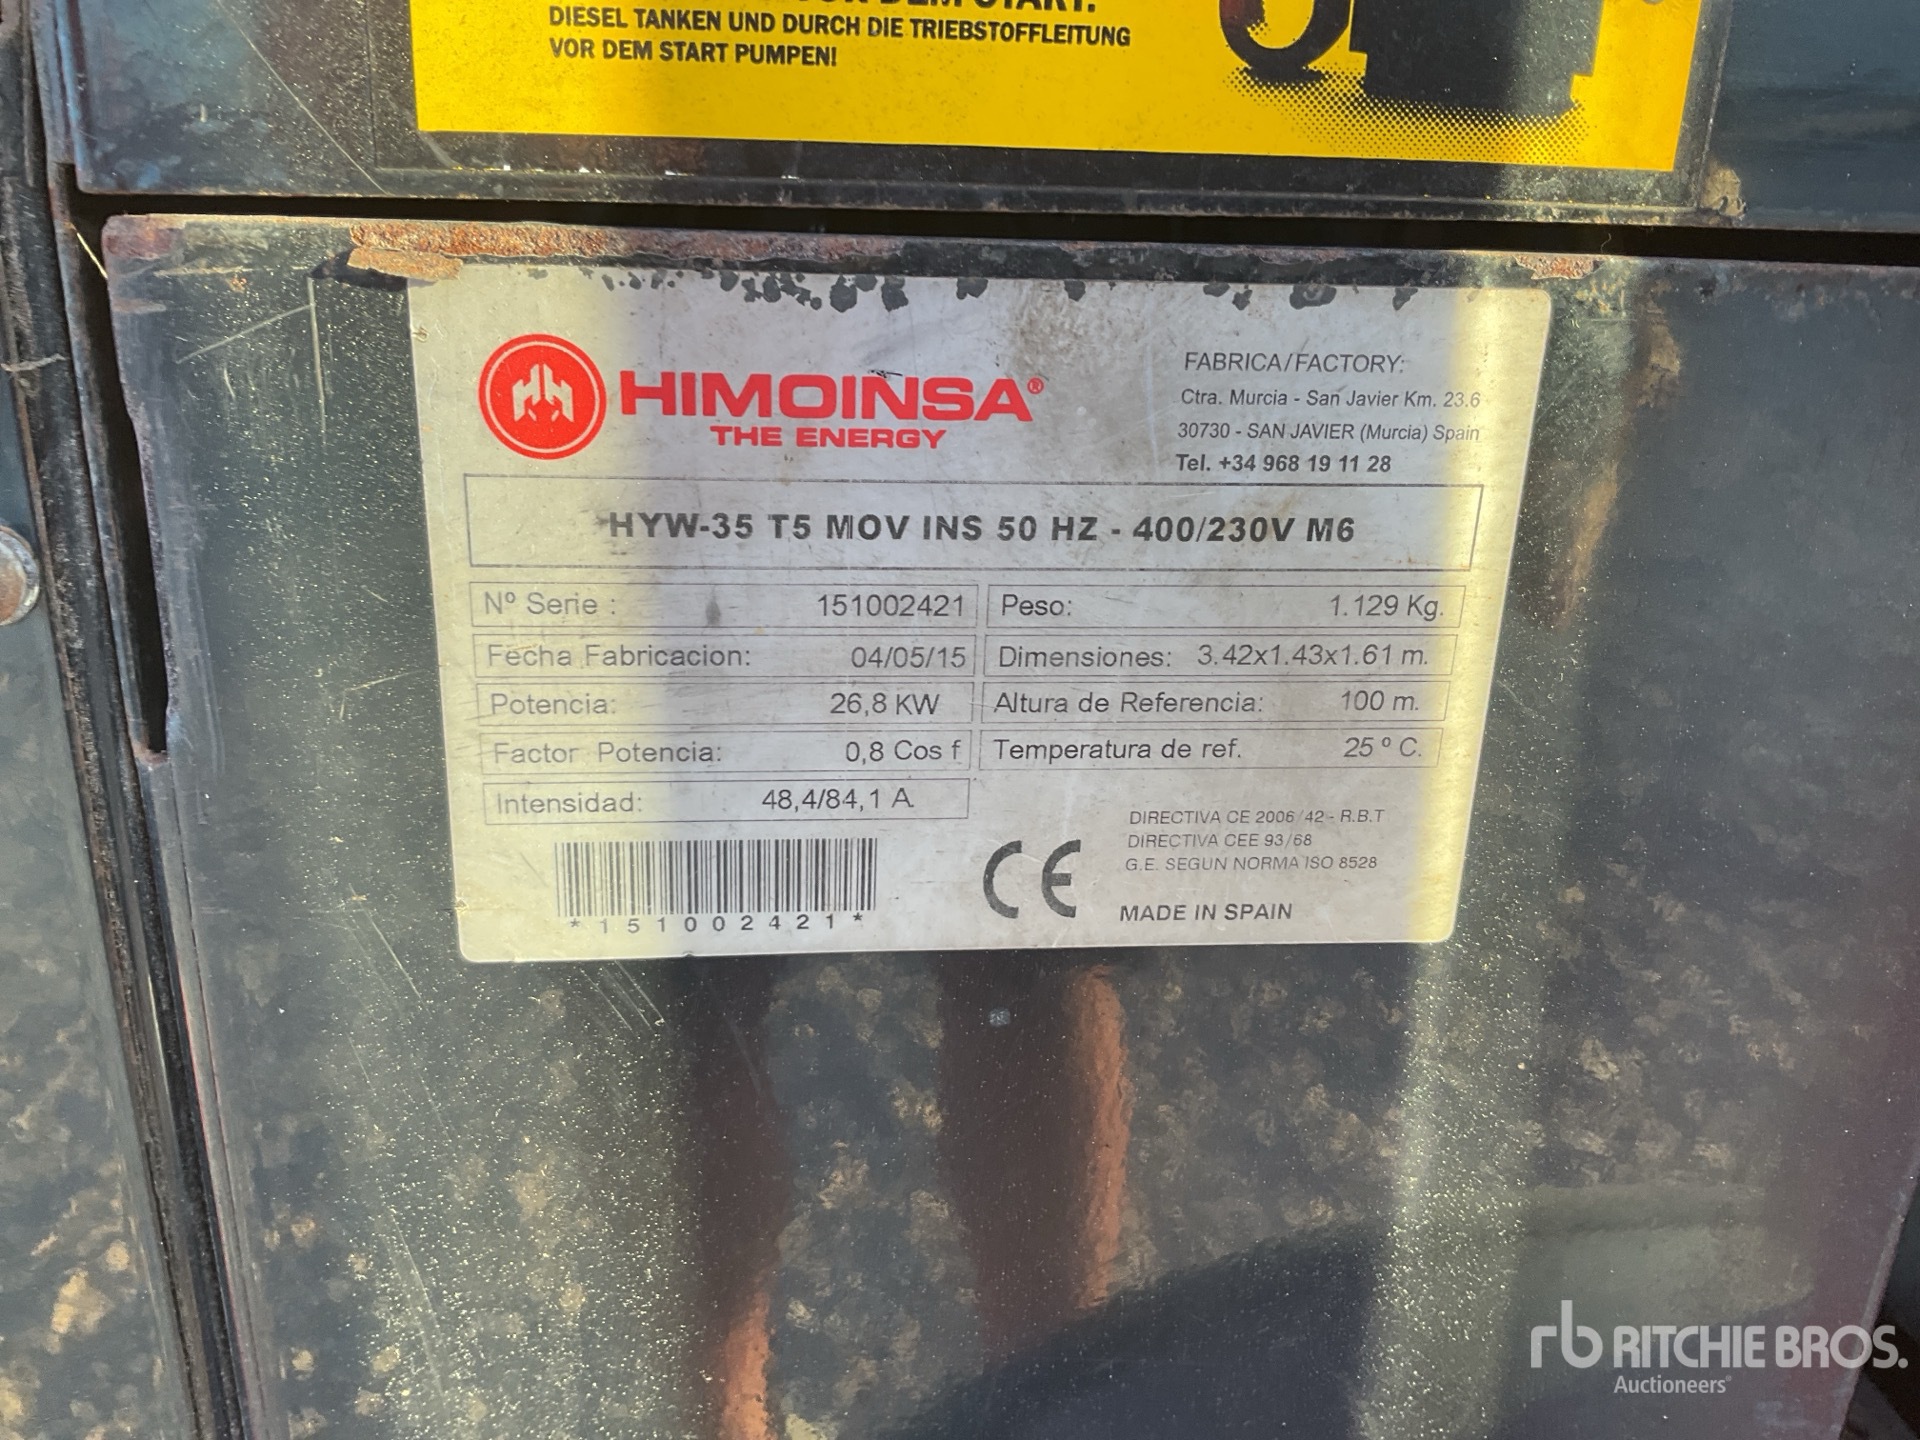 DIESEL TANKEN UND DURCH DIE TRIEBSTOFFLEITUNG
VOR DEM START PUMPEN!
HIMOINSA®
THE ENERGY
FABRICA/FACTORY:
Ctra. Murcia - San Javier Km. 23.6
30730 - SAN JAVIER (Murcia) Spain
Tel. +34 968 19 11 28
HYW-35 T5 MOV INS 50 HZ - 400/230V M6
Nº Serie : 151002421
Peso: 1.129 Kg.
Fecha Fabricacion: 04/05/15
Dimensiones: 3.42x1.43x1.61 m.
Potencia: 26,8 KW
Altura de Referencia: 100 m.
Factor Potencia: 0,8 Cos f
Temperatura de ref. 25 º C.
Intensidad: 48,4/84,1 A
*151002421*
CE
DIRECTIVA CE 2006/42 - R.B.T
DIRECTIVA CEE 93/68
G.E. SEGUN NORMA ISO 8528
MADE IN SPAIN
rb RITCHIE BROS.
Auctioneers